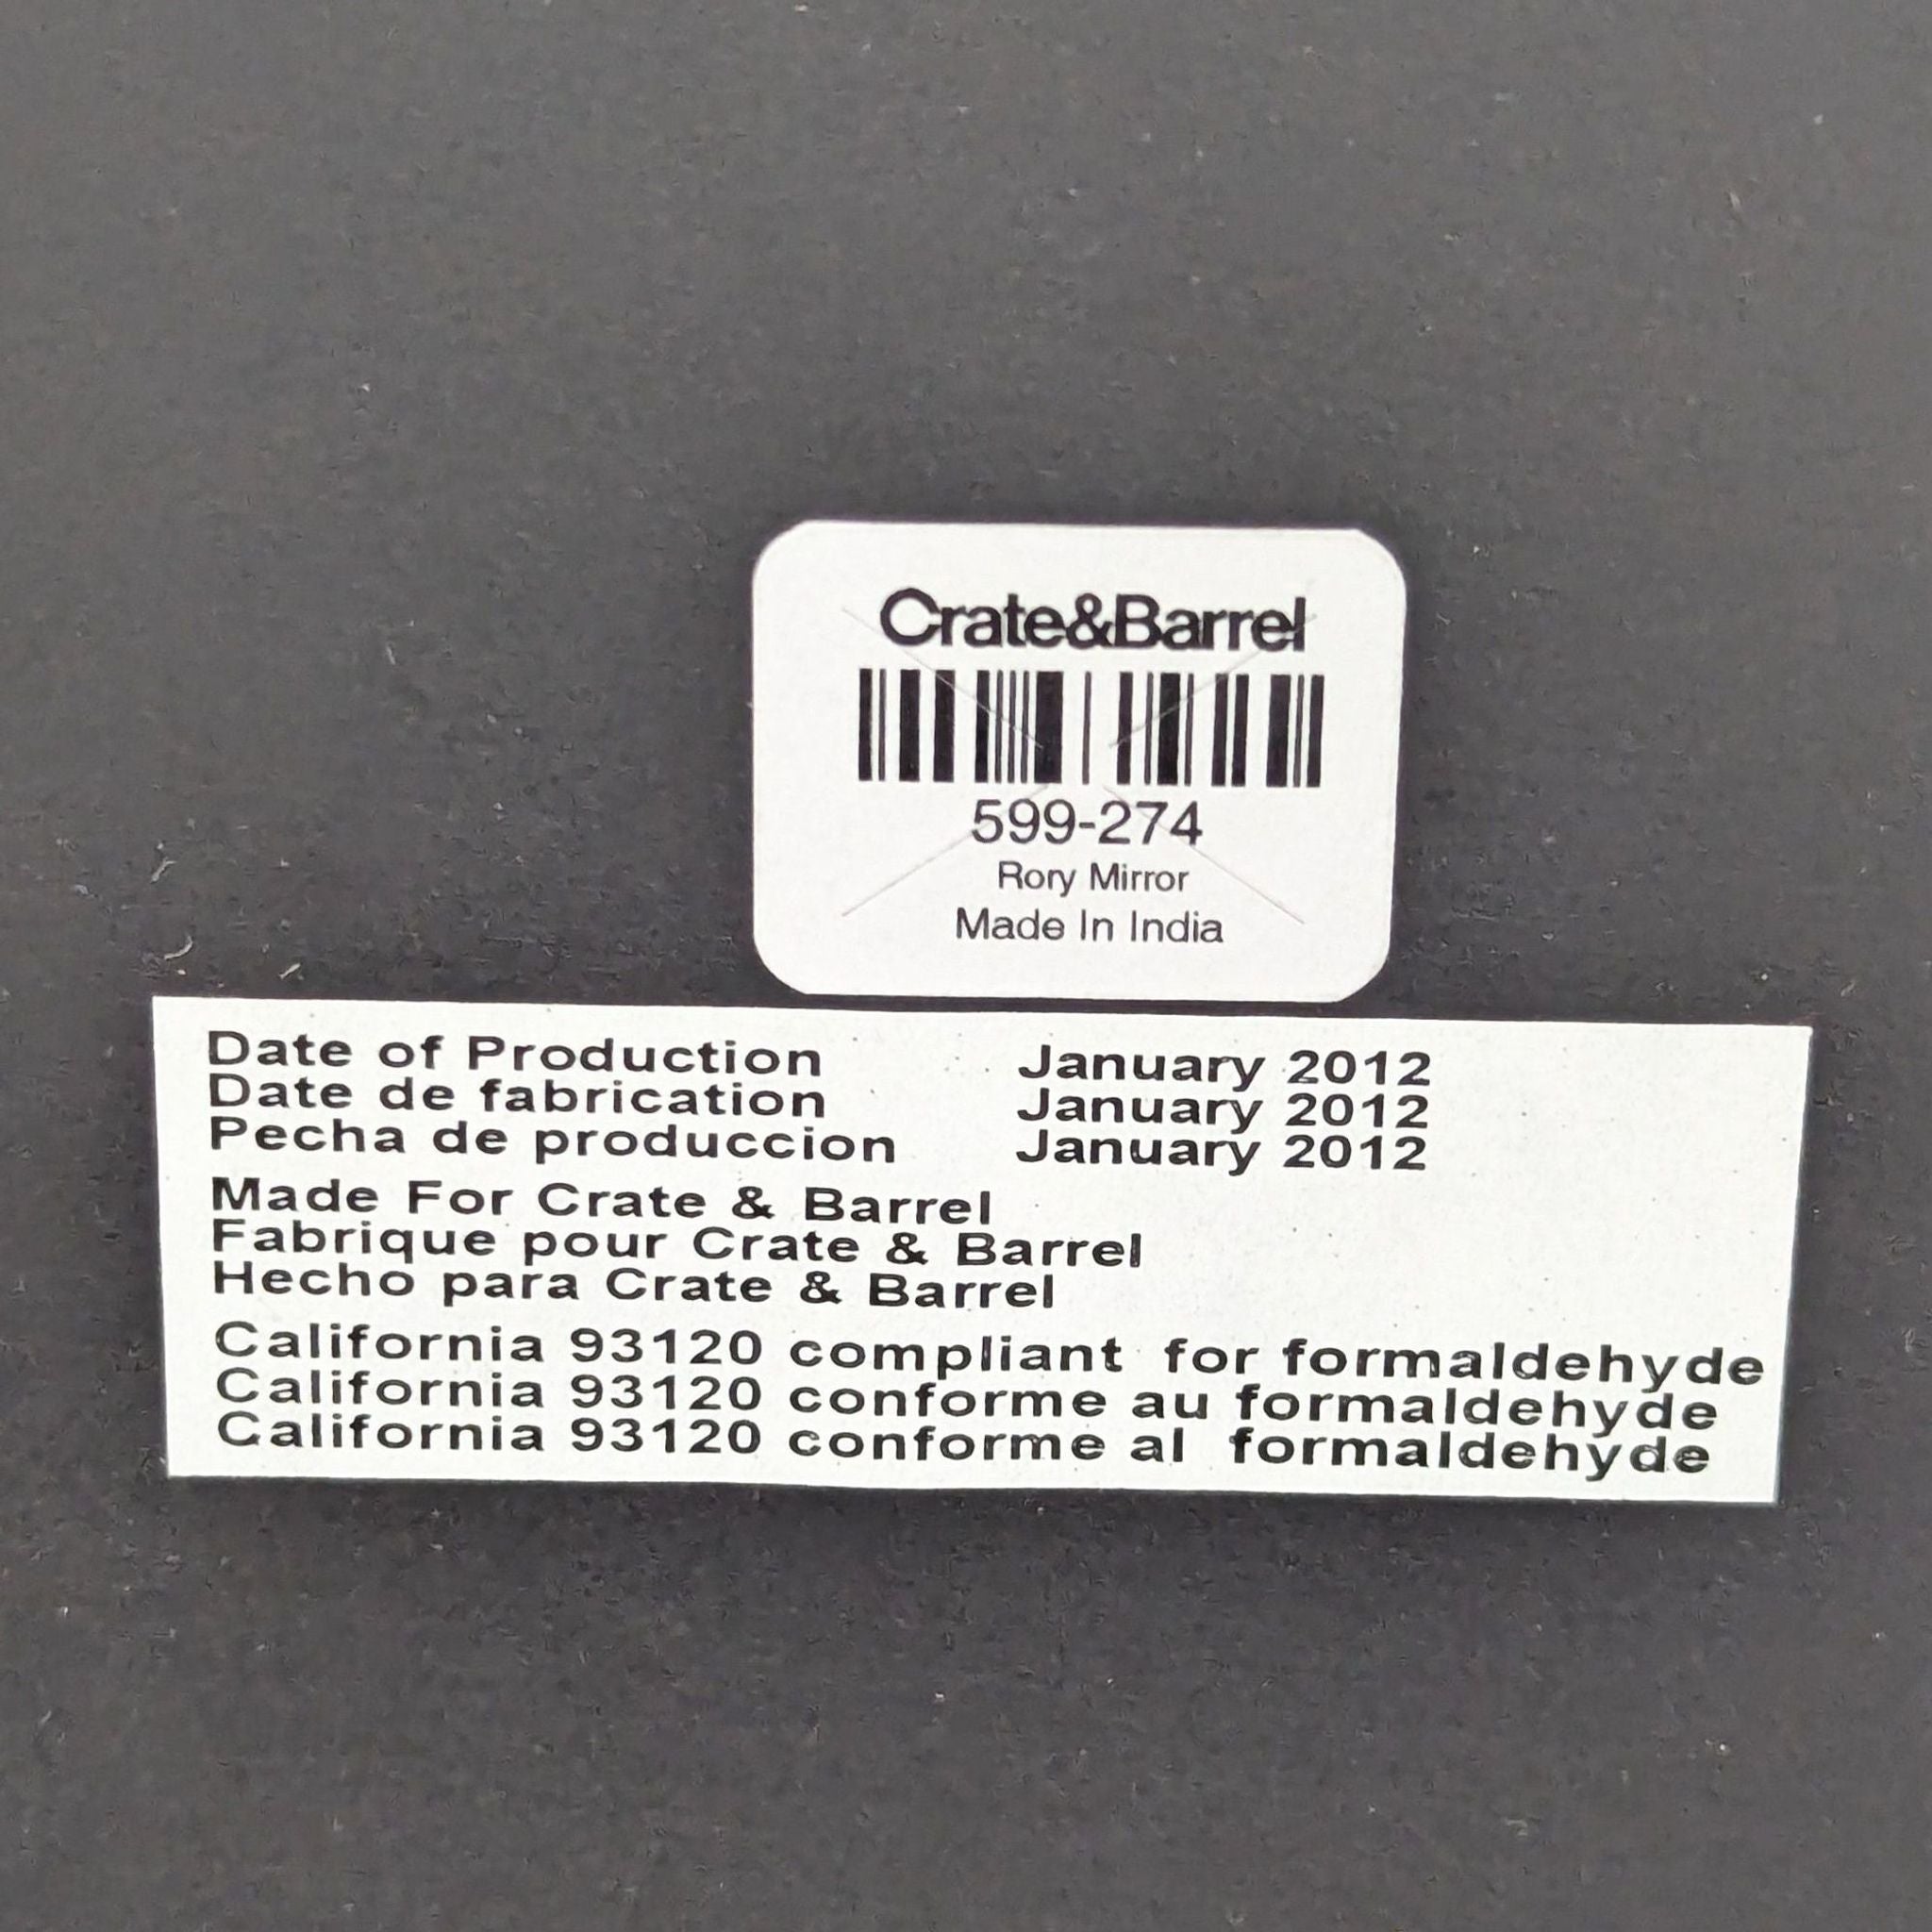 Crate&Barrel
599-274
Rory Mirror
Made In India
Date of Production January 2012
Date de fabrication January 2012
Pecha de produccion January 2012
Made For Crate & Barrel
Fabrique pour Crate & Barrel
Hecho para Crate & Barrel
California 93120 compliant for formaldehyde
California 93120 conforme au formaldehyde
California 93120 conforme al formaldehyde